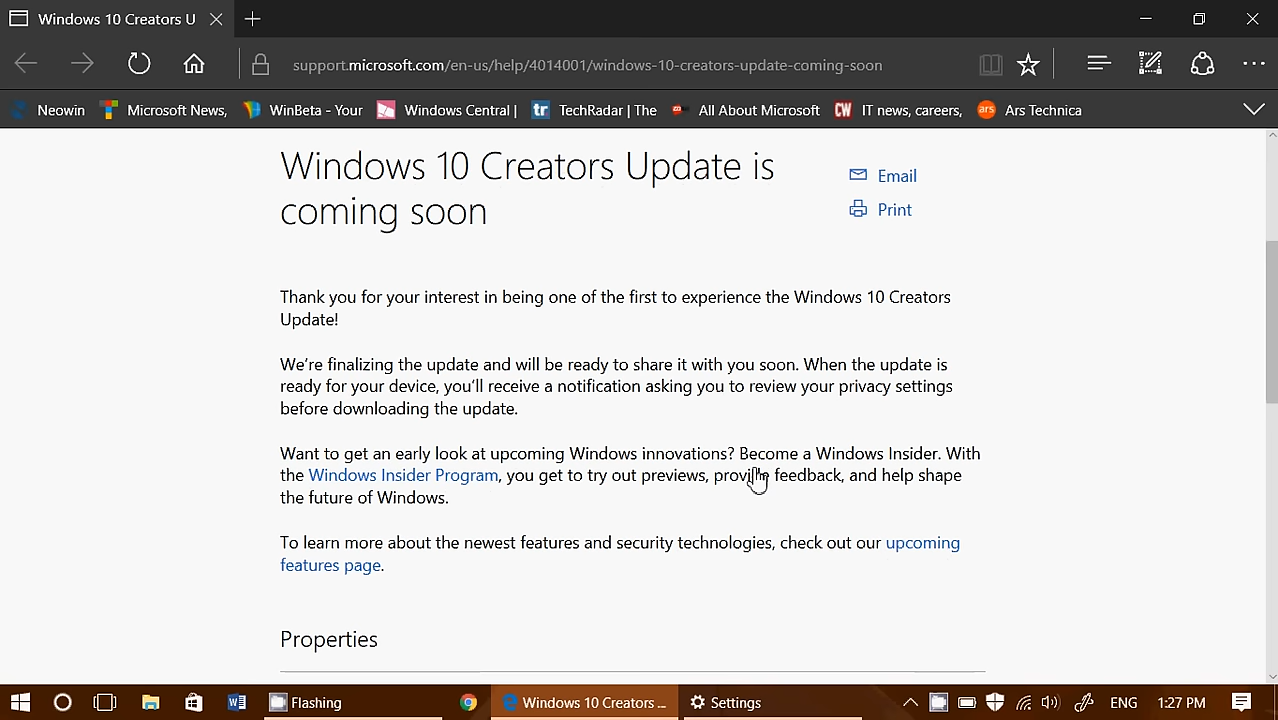 Windows 10 Creators U
support.microsoft.com/en-us/help/4014001/windows-10-creators-update-coming-soon
Neowin Microsoft News, WinBeta - Your Windows Central | tr TechRadar | The All About Microsoft CW IT news, careers, ars Ars Technica
Windows 10 Creators Update is
coming soon
Email
Print
Thank you for your interest in being one of the first to experience the Windows 10 Creators
Update!
We're finalizing the update and will be ready to share it with you soon. When the update is
ready for your device, you'll receive a notification asking you to review your privacy settings
before downloading the update.
Want to get an early look at upcoming Windows innovations? Become a Windows Insider. With
the Windows Insider Program, you get to try out previews, provide feedback, and help shape
the future of Windows.
To learn more about the newest features and security technologies, check out our upcoming
features page.
Properties
Flashing Windows 10 Creators ... Settings ENG 1:27 PM